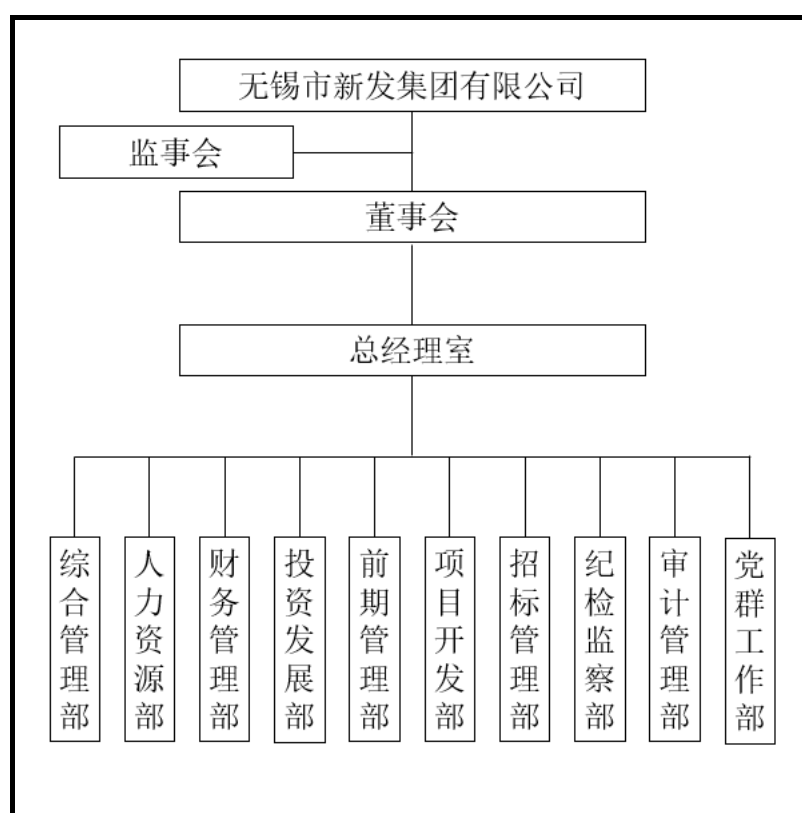 无锡市新发集团有限公司
监事会
董事会
总经理室
综合管理部
人力资源部
财务管理部
投资发展部
前期管理部
项目开发部
招标管理部
纪检监察部
审计管理部
党群工作部